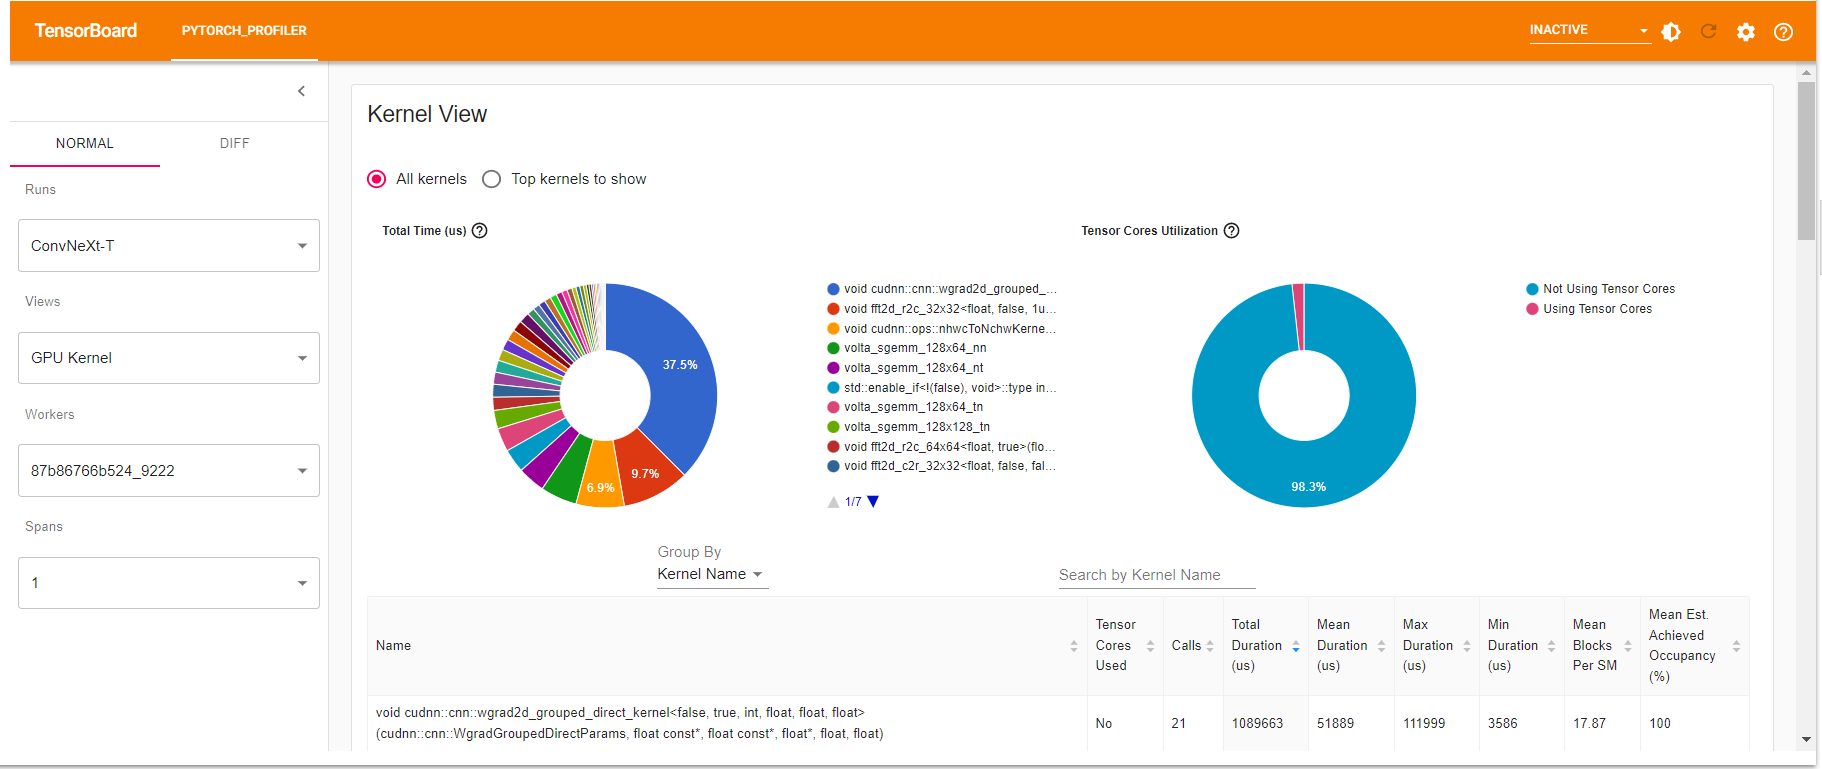 TensorBoard
PYTORCH_PROFILER
INACTIVE
NORMAL
DIFF
Runs
ConvNeXt-T
Views
GPU Kernel
Workers
87b86766b524_9222
Spans
1
Kernel View
All kernels
Top kernels to show
Total Time (us)
37.5%
9.7%
6.9%
void cudnn::cnn::wgrad2d_grouped_...
void fft2d_r2c_32x32<float, false, 1u...
void cudnn::ops::nhwcToNchwKerne...
volta_sgemm_128x64_nn
volta_sgemm_128x64_nt
std::enable_if<!(false), void>::type in...
volta_sgemm_128x64_tn
volta_sgemm_128x128_tn
void fft2d_r2c_64x64<float, true>(flo...
void fft2d_c2r_32x32<float, false, fal...
1/7
Tensor Cores Utilization
98.3%
Not Using Tensor Cores
Using Tensor Cores
Group By
Kernel Name
Search by Kernel Name
Name
Tensor
Cores
Used
Calls
Total
Duration
(us)
Mean
Duration
(us)
Max
Duration
(us)
Min
Duration
(us)
Mean
Blocks
Per SM
Mean Est.
Achieved
Occupancy
(%)
void cudnn::cnn::wgrad2d_grouped_direct_kernel<false, true, int, float, float, float>
(cudnn::cnn::WgradGroupedDirectParams, float const*, float const*, float*, float, float)
No
21
1089663
51889
111999
3586
17.87
100